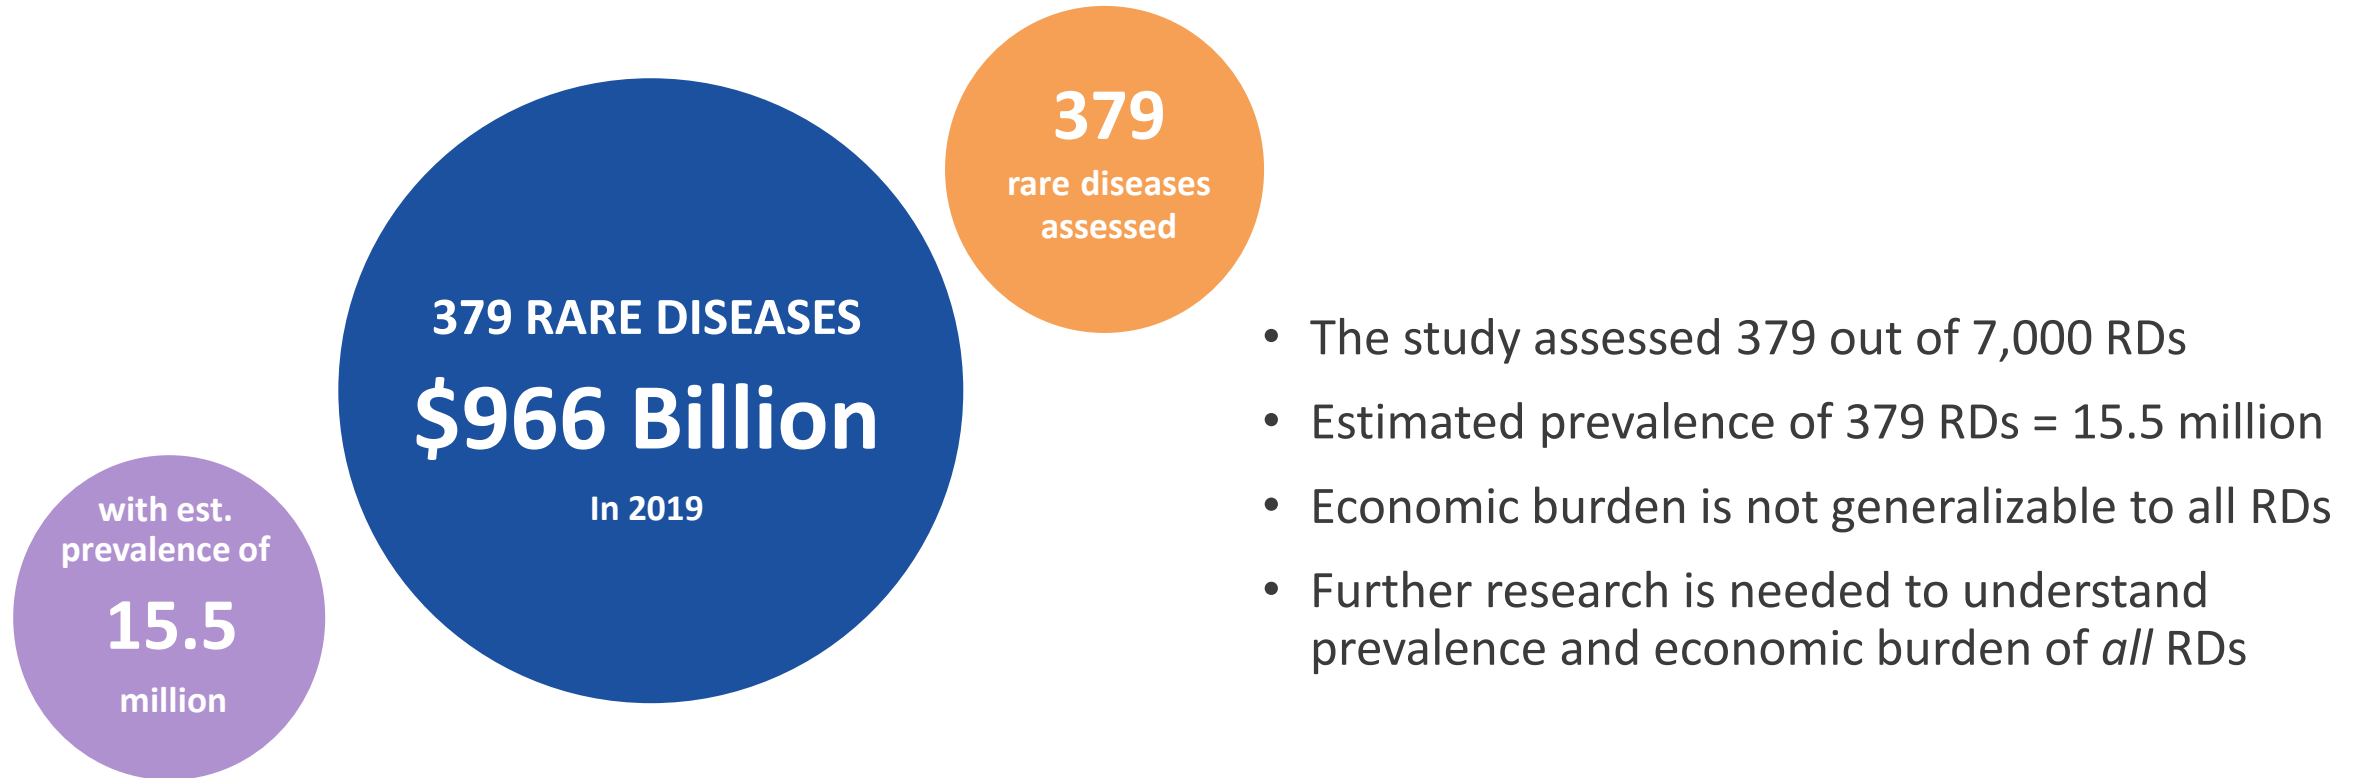 379
rare diseases
assessed
379 RARE DISEASES
$966 Billion
In 2019
with est.
prevalence of
15.5
million
• The study assessed 379 out of 7,000 RDs
• Estimated prevalence of 379 RDs = 15.5 million
• Economic burden is not generalizable to all RDs
• Further research is needed to understand
prevalence and economic burden of all RDs